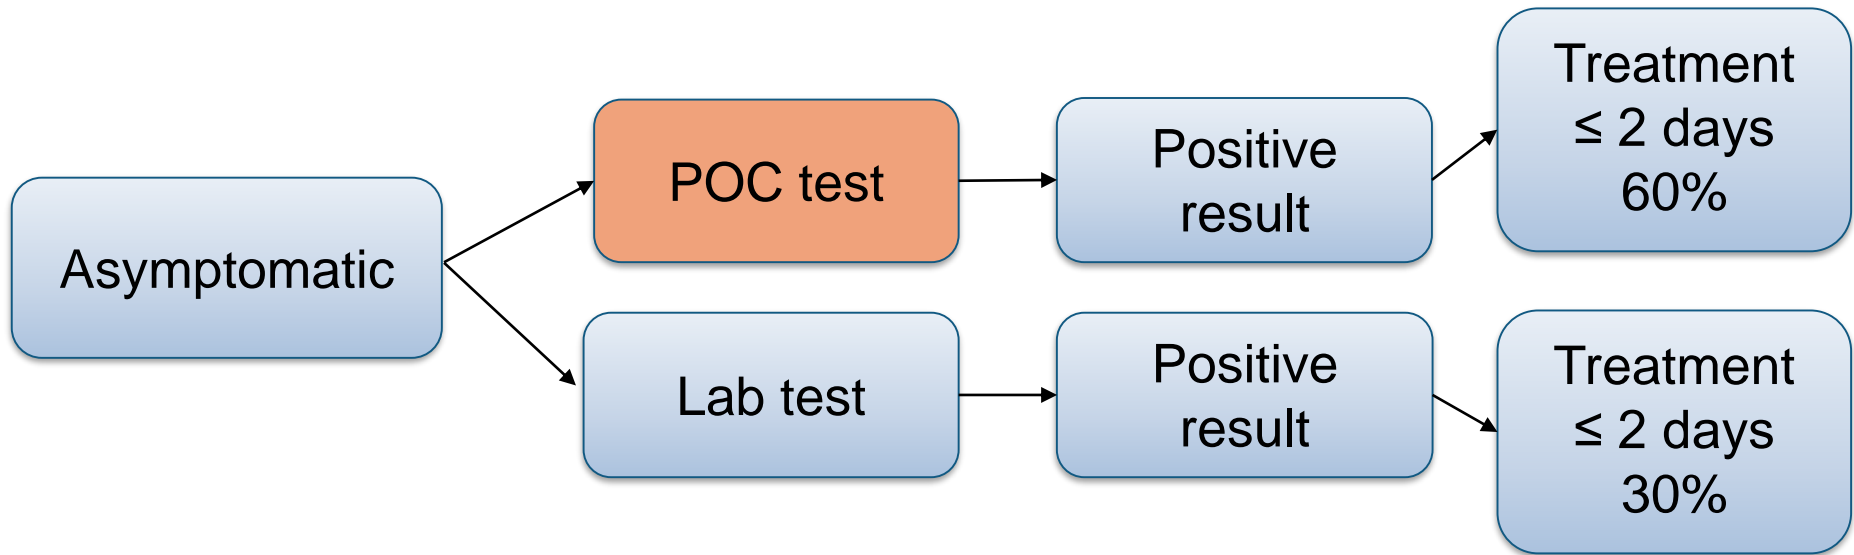 Asymptomatic
POC test
Positive
result
Treatment
≤ 2 days
60%
Lab test
Positive
result
Treatment
≤ 2 days
30%